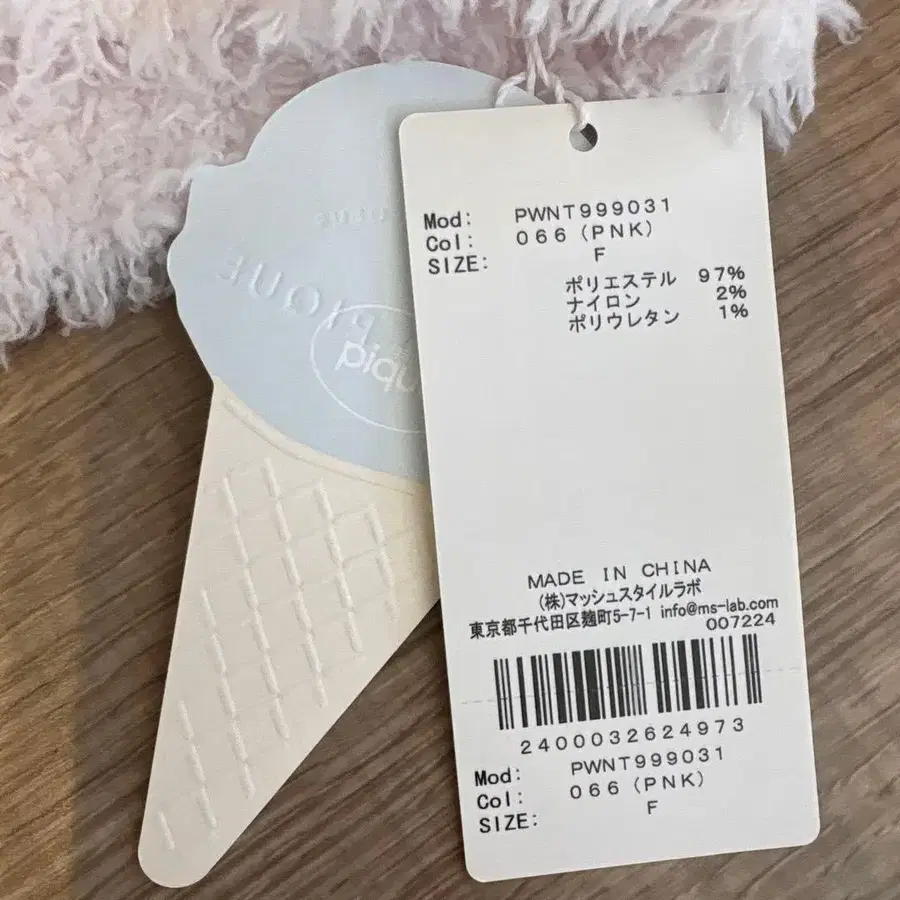 piqu
Mod: PWNT999031
Col: 066 (PNK)
SIZE: F
ポリエステル 97%
ナイロン 2%
ポリウレタン 1%
MADE IN CHINA
(株)マッシュスタイルラボ
東京都千代田区麹町5-7-1 info@ms-lab.com
007224
2400032624973
Mod: PWNT999031
Col: 066 (PNK)
SIZE: F